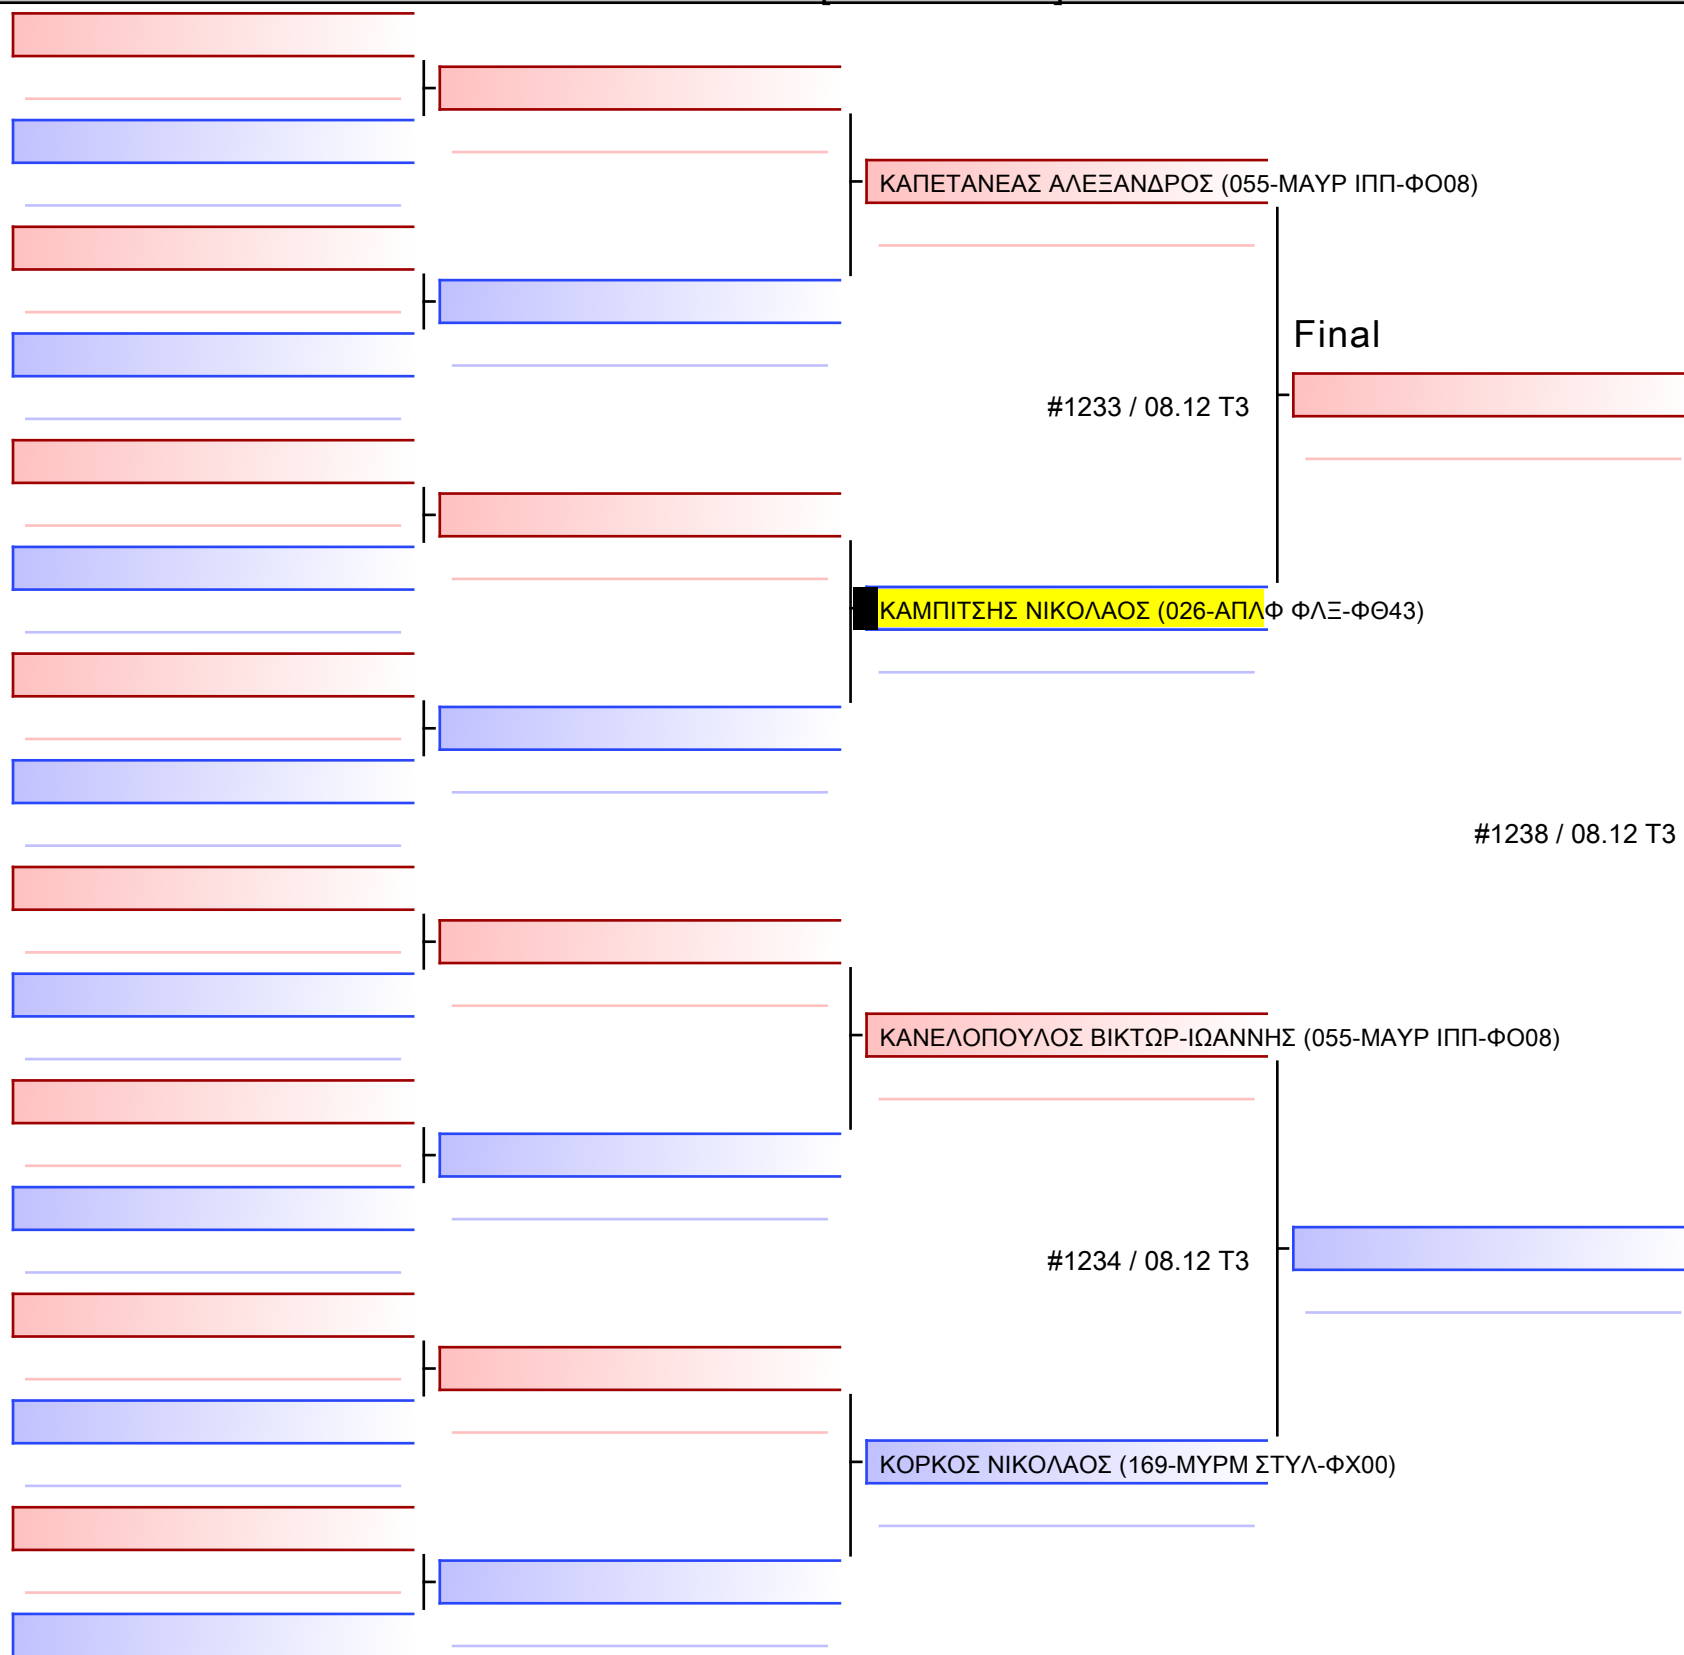 ΚΑΠΕΤΑΝΕΑΣ ΑΛΕΞΑΝΔΡΟΣ (055-ΜΑΥΡ ΙΠΠ-ΦΟ08)
Final
#1233 / 08.12 T3
ΚΑΜΠΙΤΣΗΣ ΝΙΚΟΛΑΟΣ (026-ΑΠΛΦ ΦΛΞ-ΦΘ43)
#1238 / 08.12 T3
ΚΑΝΕΛΟΠΟΥΛΟΣ ΒΙΚΤΩΡ-ΙΩΑΝΝΗΣ (055-ΜΑΥΡ ΙΠΠ-ΦΟ08)
#1234 / 08.12 T3
ΚΟΡΚΟΣ ΝΙΚΟΛΑΟΣ (169-ΜΥΡΜ ΣΤΥΛ-ΦΧ00)